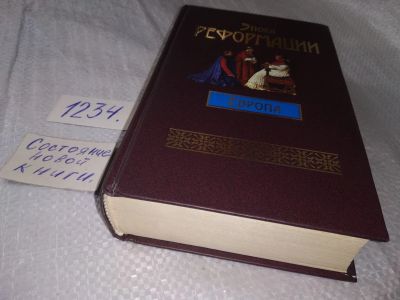 Эпоха
РЕФОРМАЦИИ
ЕВРОПА
1234.
Состояние
новой
книги.